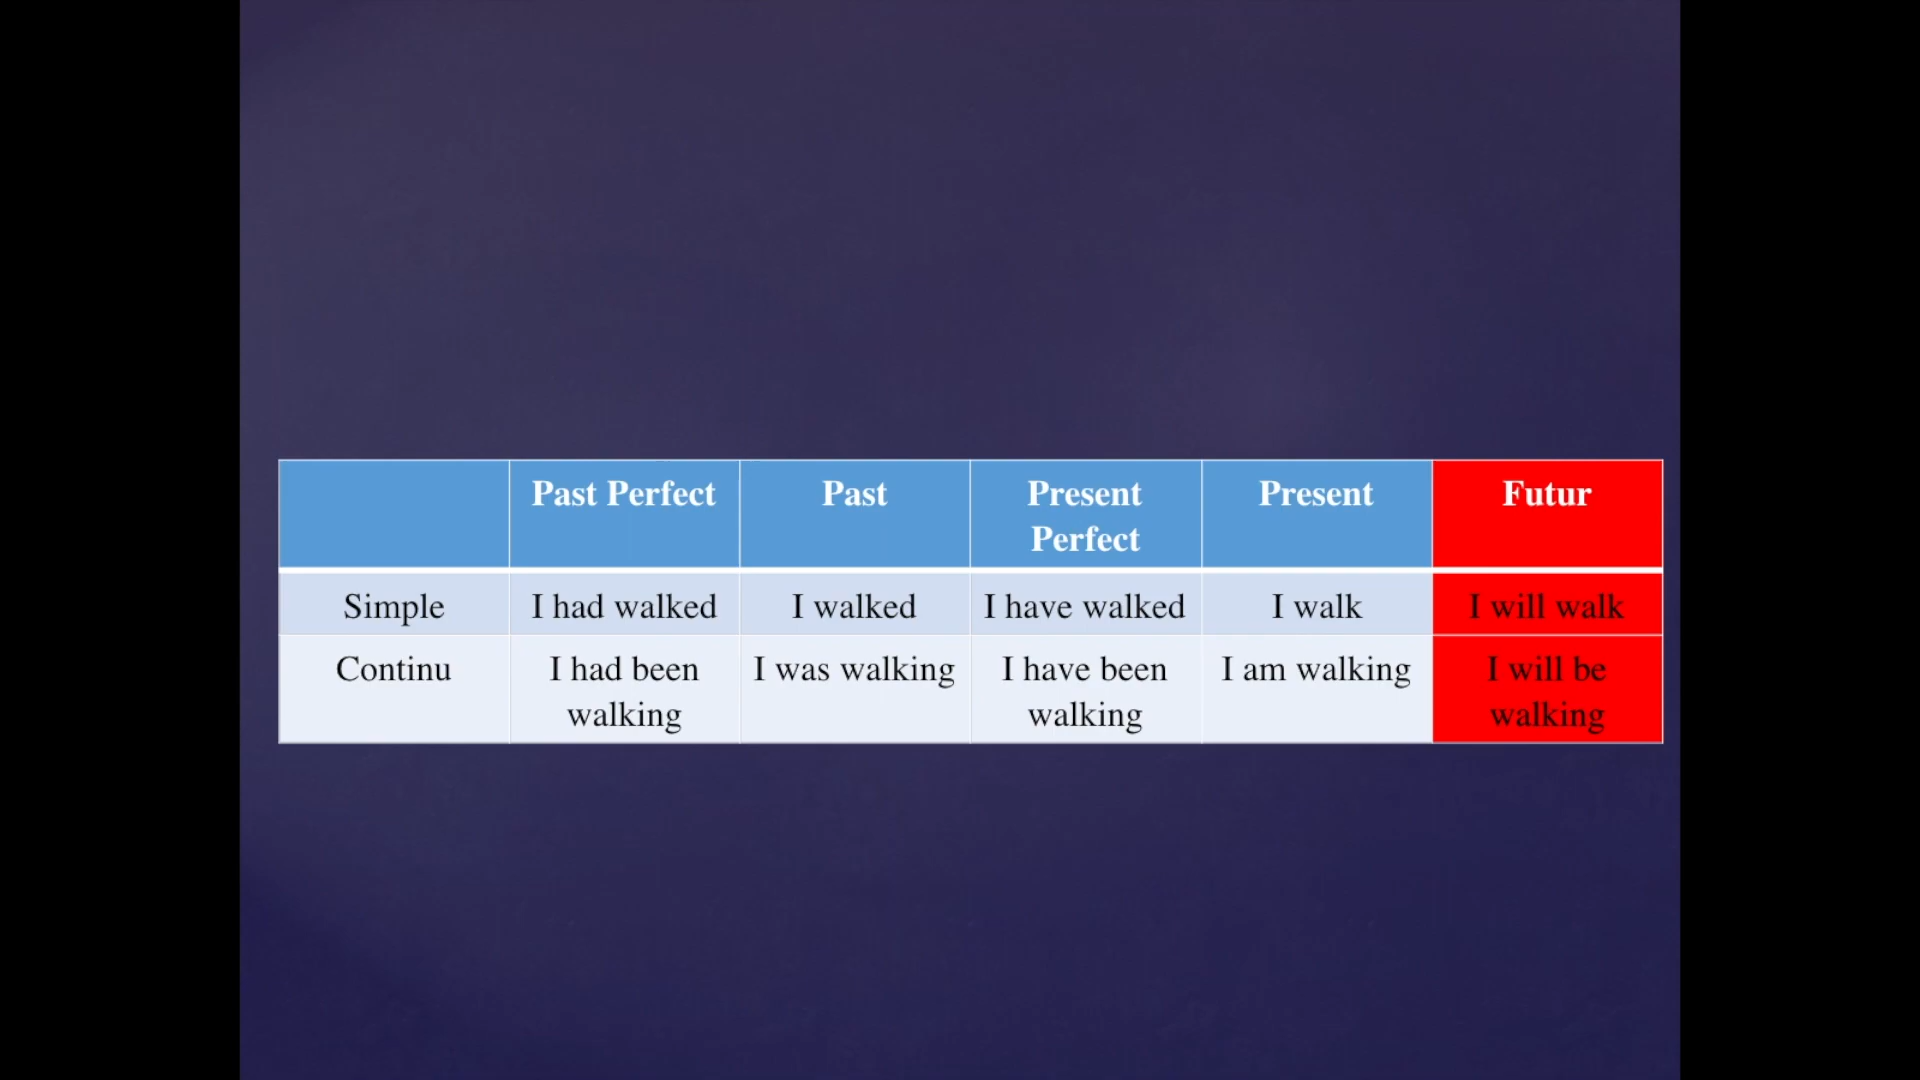 Past Perfect Past Present Perfect Present Futur
Simple I had walked I walked I have walked I walk I will walk
Continu I had been walking I was walking I have been walking I am walking I will be walking